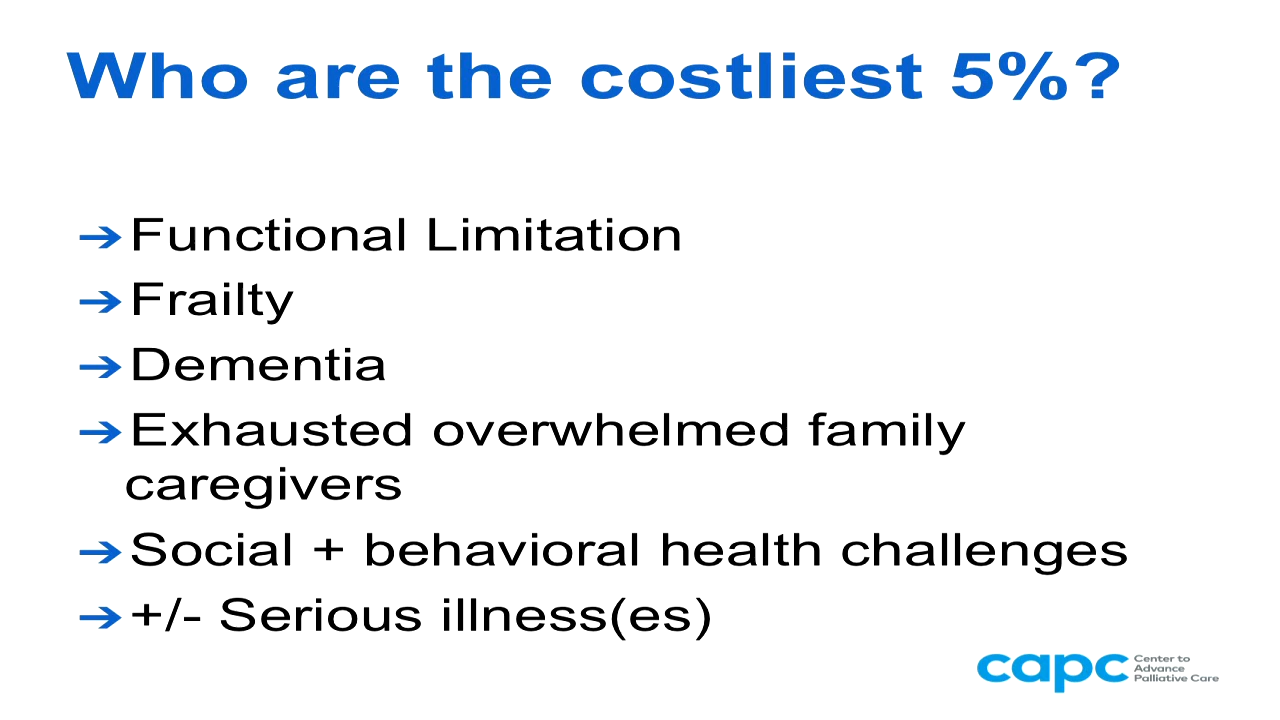 Who are the costliest 5%?
➔ Functional Limitation
➔ Frailty
➔ Dementia
➔ Exhausted overwhelmed family
caregivers
➔ Social + behavioral health challenges
➔ +/- Serious illness(es)
capc
Center to
Advance
Palliative Care